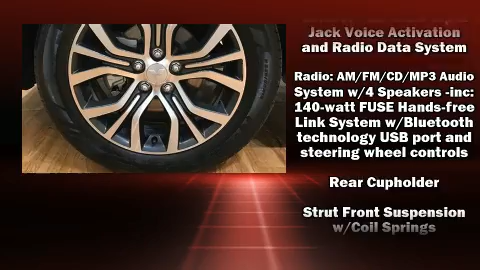 Jack Voice Activation
and Radio Data System
Radio: AM/FM/CD/MP3 Audio
System w/4 Speakers -inc:
140-watt FUSE Hands-free
Link System w/Bluetooth
technology USB port and
steering wheel controls
Rear Cupholder
Strut Front Suspension
w/Coil Springs